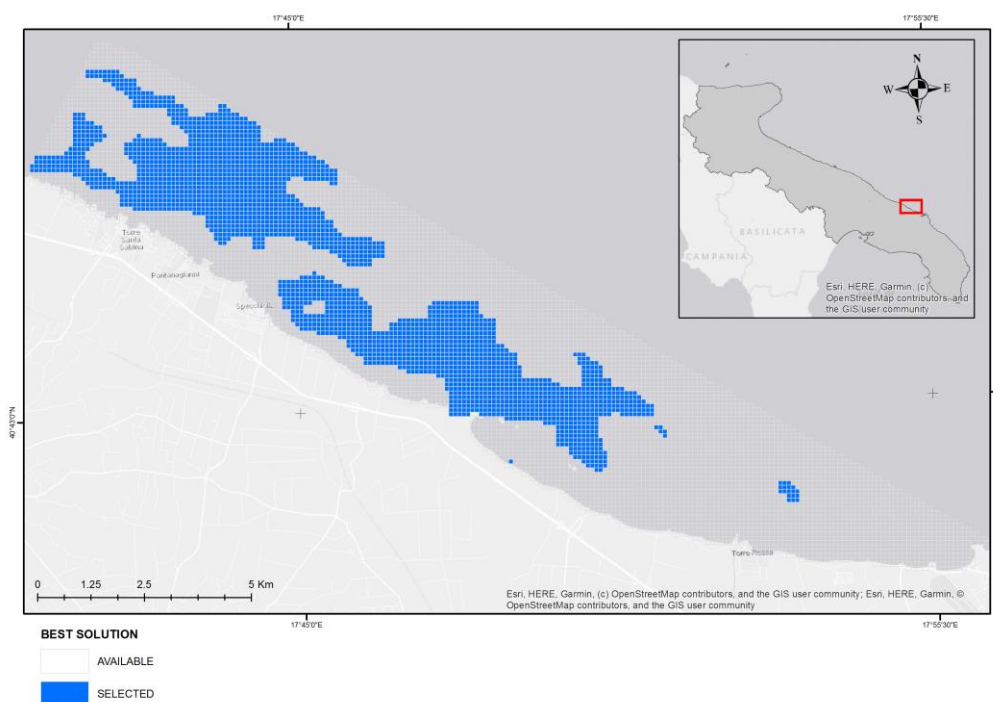 17°45'0"E
17°55'30"E
N
W
E
S
BASILICATA
CAMPANIA
Esri, HERE, Garmin, (c)
OpenStreetMap contributors, and
the GIS user community
Torre
Santa
Sabina
Pantanagianni
40°43'0"N
Torre
0
1.25
2.5
5 Km
Esri, HERE, Garmin, (c) OpenStreetMap contributors, and the GIS user community; Esri, HERE, Garmin, ©
OpenStreetMap contributors, and the GIS user community
17°45'0"E
17°55'30"E
BEST SOLUTION
AVAILABLE
SELECTED